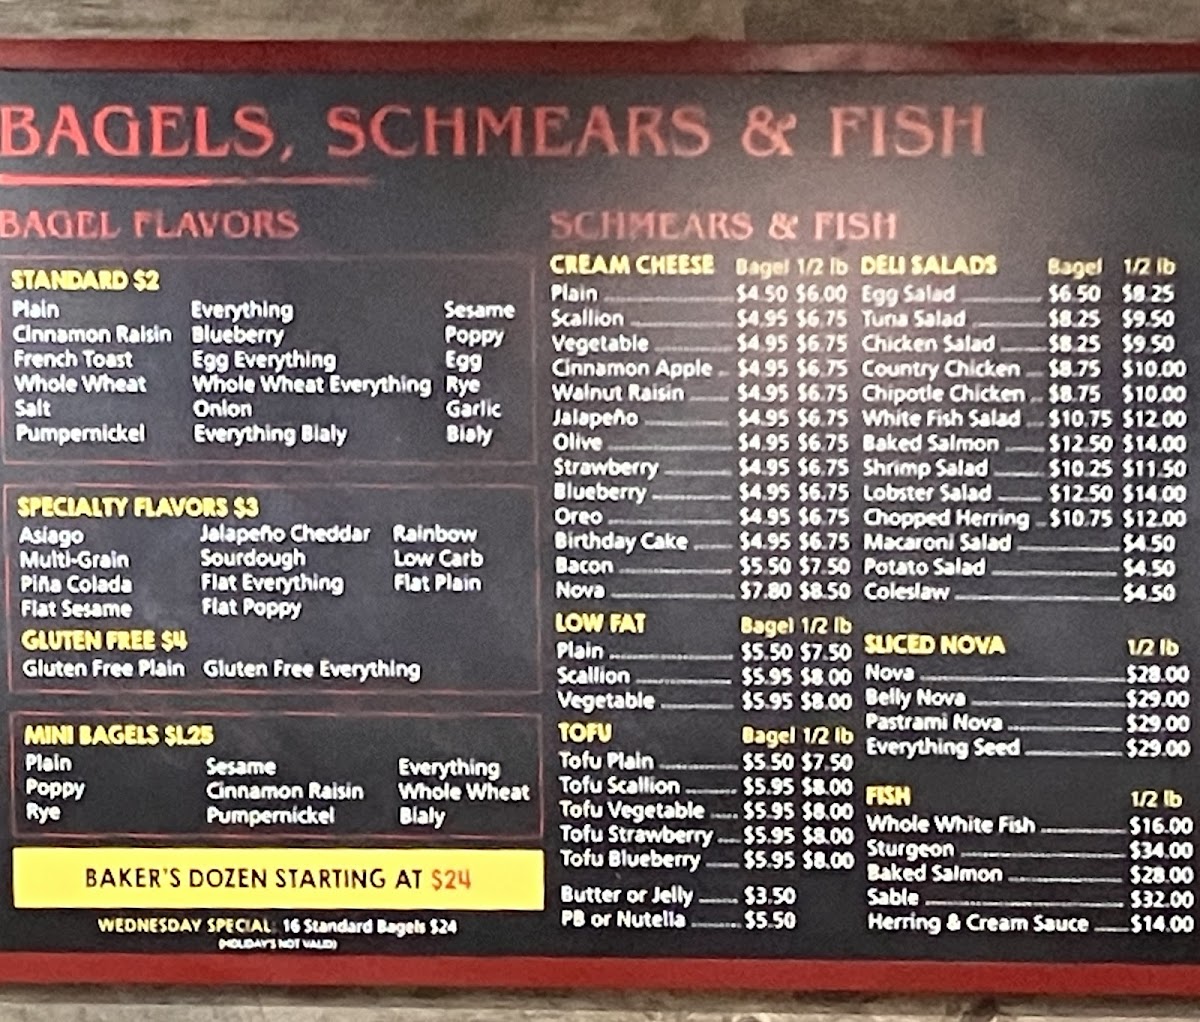 BAGELS, SCHMEARS & FISH
BAGEL FLAVORS
STANDARD $2
Plain Everything Sesame
Cinnamon Raisin Blueberry Poppy
French Toast Egg Everything Egg
Whole Wheat Whole Wheat Everything Rye
Salt Onion Garlic
Pumpernickel Everything Bialy Bialy
SPECIALTY FLAVORS $3
Asiago Jalapeño Cheddar Rainbow
Multi-Grain Sourdough Low Carb
Piña Colada Flat Everything Flat Plain
Flat Sesame Flat Poppy
GLUTEN FREE $4
Gluten Free Plain Gluten Free Everything
MINI BAGELS $1.25
Plain Sesame Everything
Poppy Cinnamon Raisin Whole Wheat
Rye Pumpernickel Bialy
BAKER'S DOZEN STARTING AT $24
WEDNESDAY SPECIAL: 16 Standard Bagels $24
(HOLIDAY'S NOT VALID)
SCHMEARS & FISH
CREAM CHEESE Bagel 1/2 lb
Plain $4.50 $6.00
Scallion $4.95 $6.75
Vegetable $4.95 $6.75
Cinnamon Apple $4.95 $6.75
Walnut Raisin $4.95 $6.75
Jalapeño $4.95 $6.75
Olive $4.95 $6.75
Strawberry $4.95 $6.75
Blueberry $4.95 $6.75
Oreo $4.95 $6.75
Birthday Cake $4.95 $6.75
Bacon $5.50 $7.50
Nova $7.80 $8.50
LOW FAT Bagel 1/2 lb
Plain $5.50 $7.50
Scallion $5.95 $8.00
Vegetable $5.95 $8.00
TOFU Bagel 1/2 lb
Tofu Plain $5.50 $7.50
Tofu Scallion $5.95 $8.00
Tofu Vegetable $5.95 $8.00
Tofu Strawberry $5.95 $8.00
Tofu Blueberry $5.95 $8.00
Butter or Jelly $3.50
PB or Nutella $5.50
DELI SALADS Bagel 1/2 lb
Egg Salad $6.50 $8.25
Tuna Salad $8.25 $9.50
Chicken Salad $8.25 $9.50
Country Chicken $8.75 $10.00
Chipotle Chicken $8.75 $10.00
White Fish Salad $10.75 $12.00
Baked Salmon $12.50 $14.00
Shrimp Salad $10.25 $11.50
Lobster Salad $12.50 $14.00
Chopped Herring $10.75 $12.00
Macaroni Salad $4.50
Potato Salad $4.50
Coleslaw $4.50
SLICED NOVA 1/2 lb
Nova $28.00
Belly Nova $29.00
Pastrami Nova $29.00
Everything Seed $29.00
FISH 1/2 lb
Whole White Fish $16.00
Sturgeon $34.00
Baked Salmon $28.00
Sable $32.00
Herring & Cream Sauce $14.00